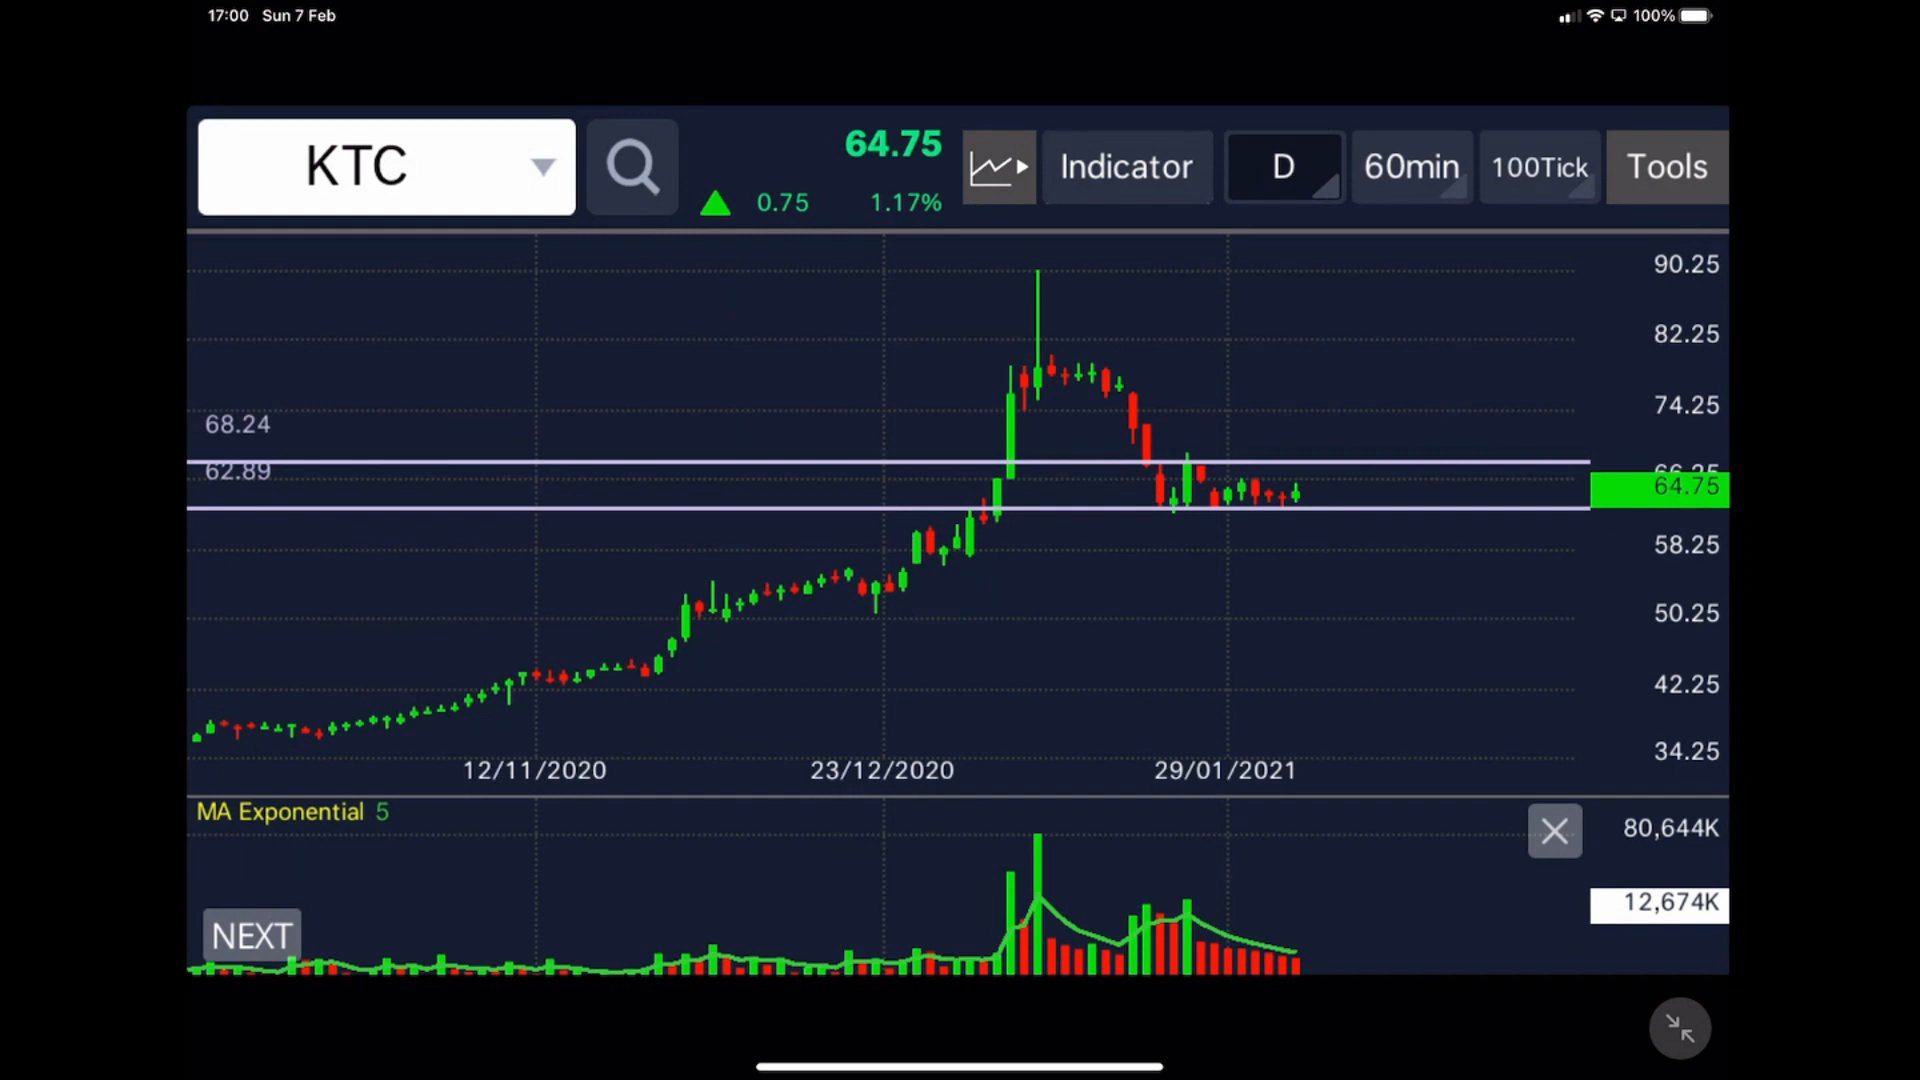 17:00 Sun 7 Feb
100%
KTC
64.75
0.75 1.17%
Indicator
D
60min
100Tick
Tools
90.25
82.25
74.25
68.24
62.89
66.25
64.75
58.25
50.25
42.25
34.25
12/11/2020
23/12/2020
29/01/2021
MA Exponential 5
80,644K
12,674K
NEXT